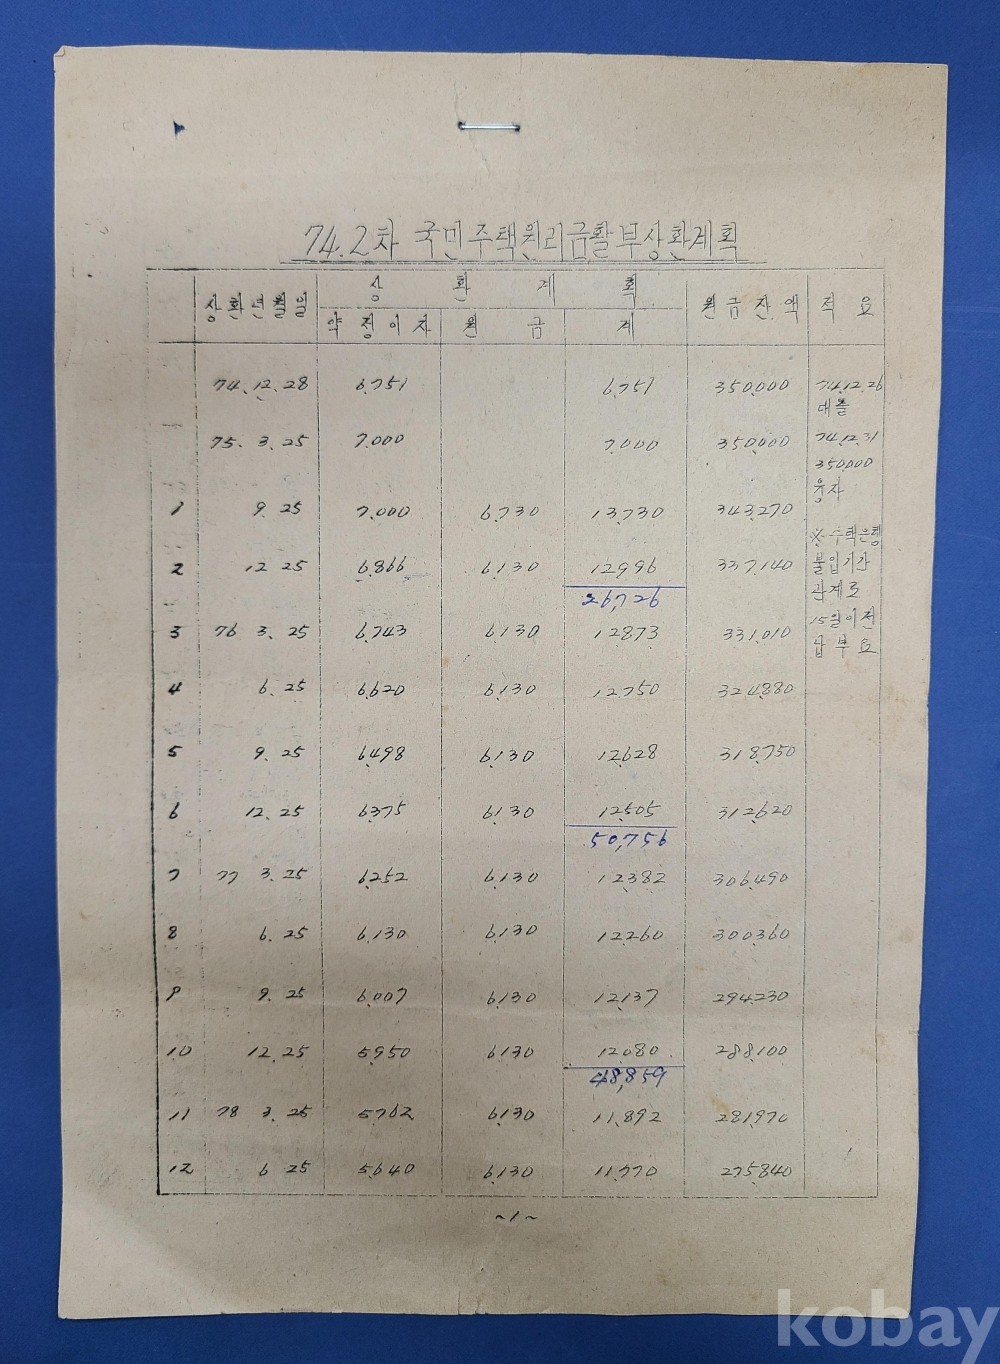 74.2차 국민주택원리금활부상환계획
상환년월일 상환계획 원금잔액 적요
약정이자 원금 계
74.12.28 6,751 6,751 350,000 74.12.26
대출
75. 3. 25 7,000 7,000 350,000 74.12.31
350,000
융자
1 9. 25 7,000 6,730 13,730 343,270
※주택은행
2 12 25 6,866 6,130 12,996 337,140 불입기간
26,726 관계로
3 76 3. 25 6,743 6,130 12,873 331,010 15일이전
납부요
4 6. 25 6,620 6,130 12,750 324,880
5 9. 25 6,498 6,130 12,628 318,750
6 12. 25 6,375 6,130 12,505 312,620
50,756
7 77 3. 25 6,252 6,130 12,382 306,490
8 6. 25 6,130 6,130 12,260 300,360
9 9. 25 6,007 6,130 12,137 294,230
10 12. 25 5,950 6,130 12,080 288,100
48,859
11 78 3. 25 5,762 6,130 11,892 281,970
12 6 25 5,640 6,130 11,770 275,840
~1~
kobay